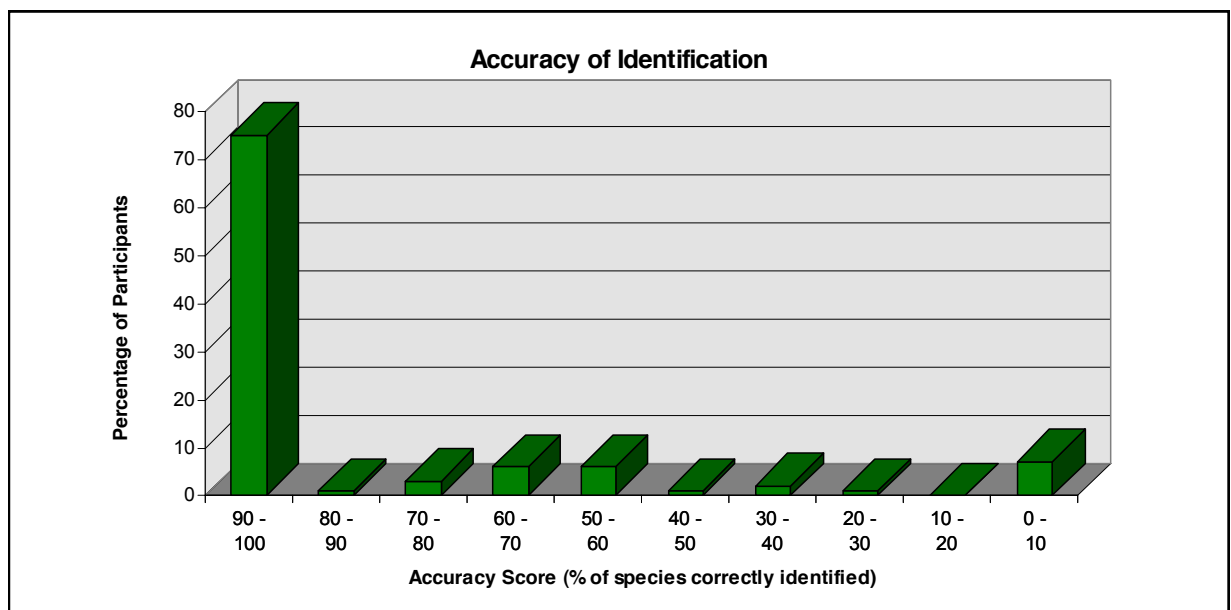 Accuracy of Identification
80
70
60
50
40
30
20
10
0
Percentage of Participants
90 - 80 - 70 - 60 - 50 - 40 - 30 - 20 - 10 - 0 -
100 90 80 70 60 50 40 30 20 10
Accuracy Score (% of species correctly identified)